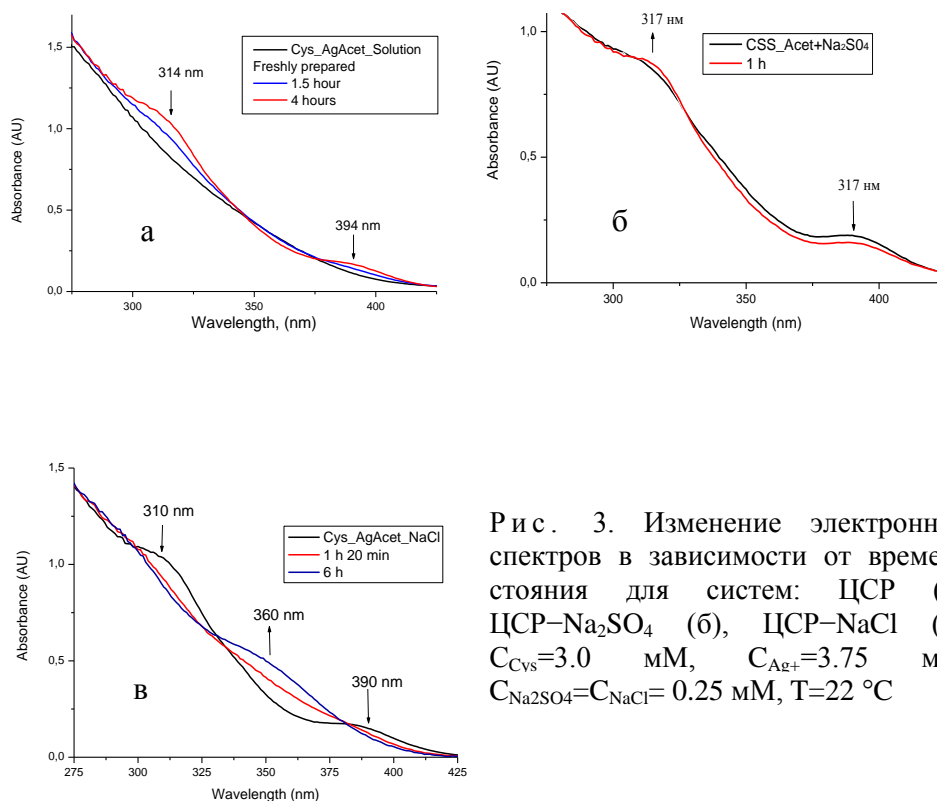 1,5
1,0
0,5
0,0
Absorbance (AU)
300
350
400
Wavelength, (nm)
Cys_AgAcet_Solution
Freshly prepared
1.5 hour
4 hours
314 nm
394 nm
а
1,0
0,5
0,0
Absorbance (AU)
300
350
400
Wavelength (nm)
317 нм
CSS_Acet+Na₂SO₄
1 h
317 нм
б
1,5
1,0
0,5
0,0
Absorbance (AU)
275
300
325
350
375
400
425
Wavelength (nm)
310 nm
Cys_AgAcet_NaCl
1 h 20 min
6 h
360 nm
390 nm
в
Рис. 3. Изменение электронн
спектров в зависимости от време
стояния для систем: ЦСР (
ЦСР−Na₂SO₄ (б), ЦСР−NaCl (
C_Cys=3.0 мМ, C_Ag+=3.75 м
C_Na2SO4=C_NaCl= 0.25 мМ, T=22 °C